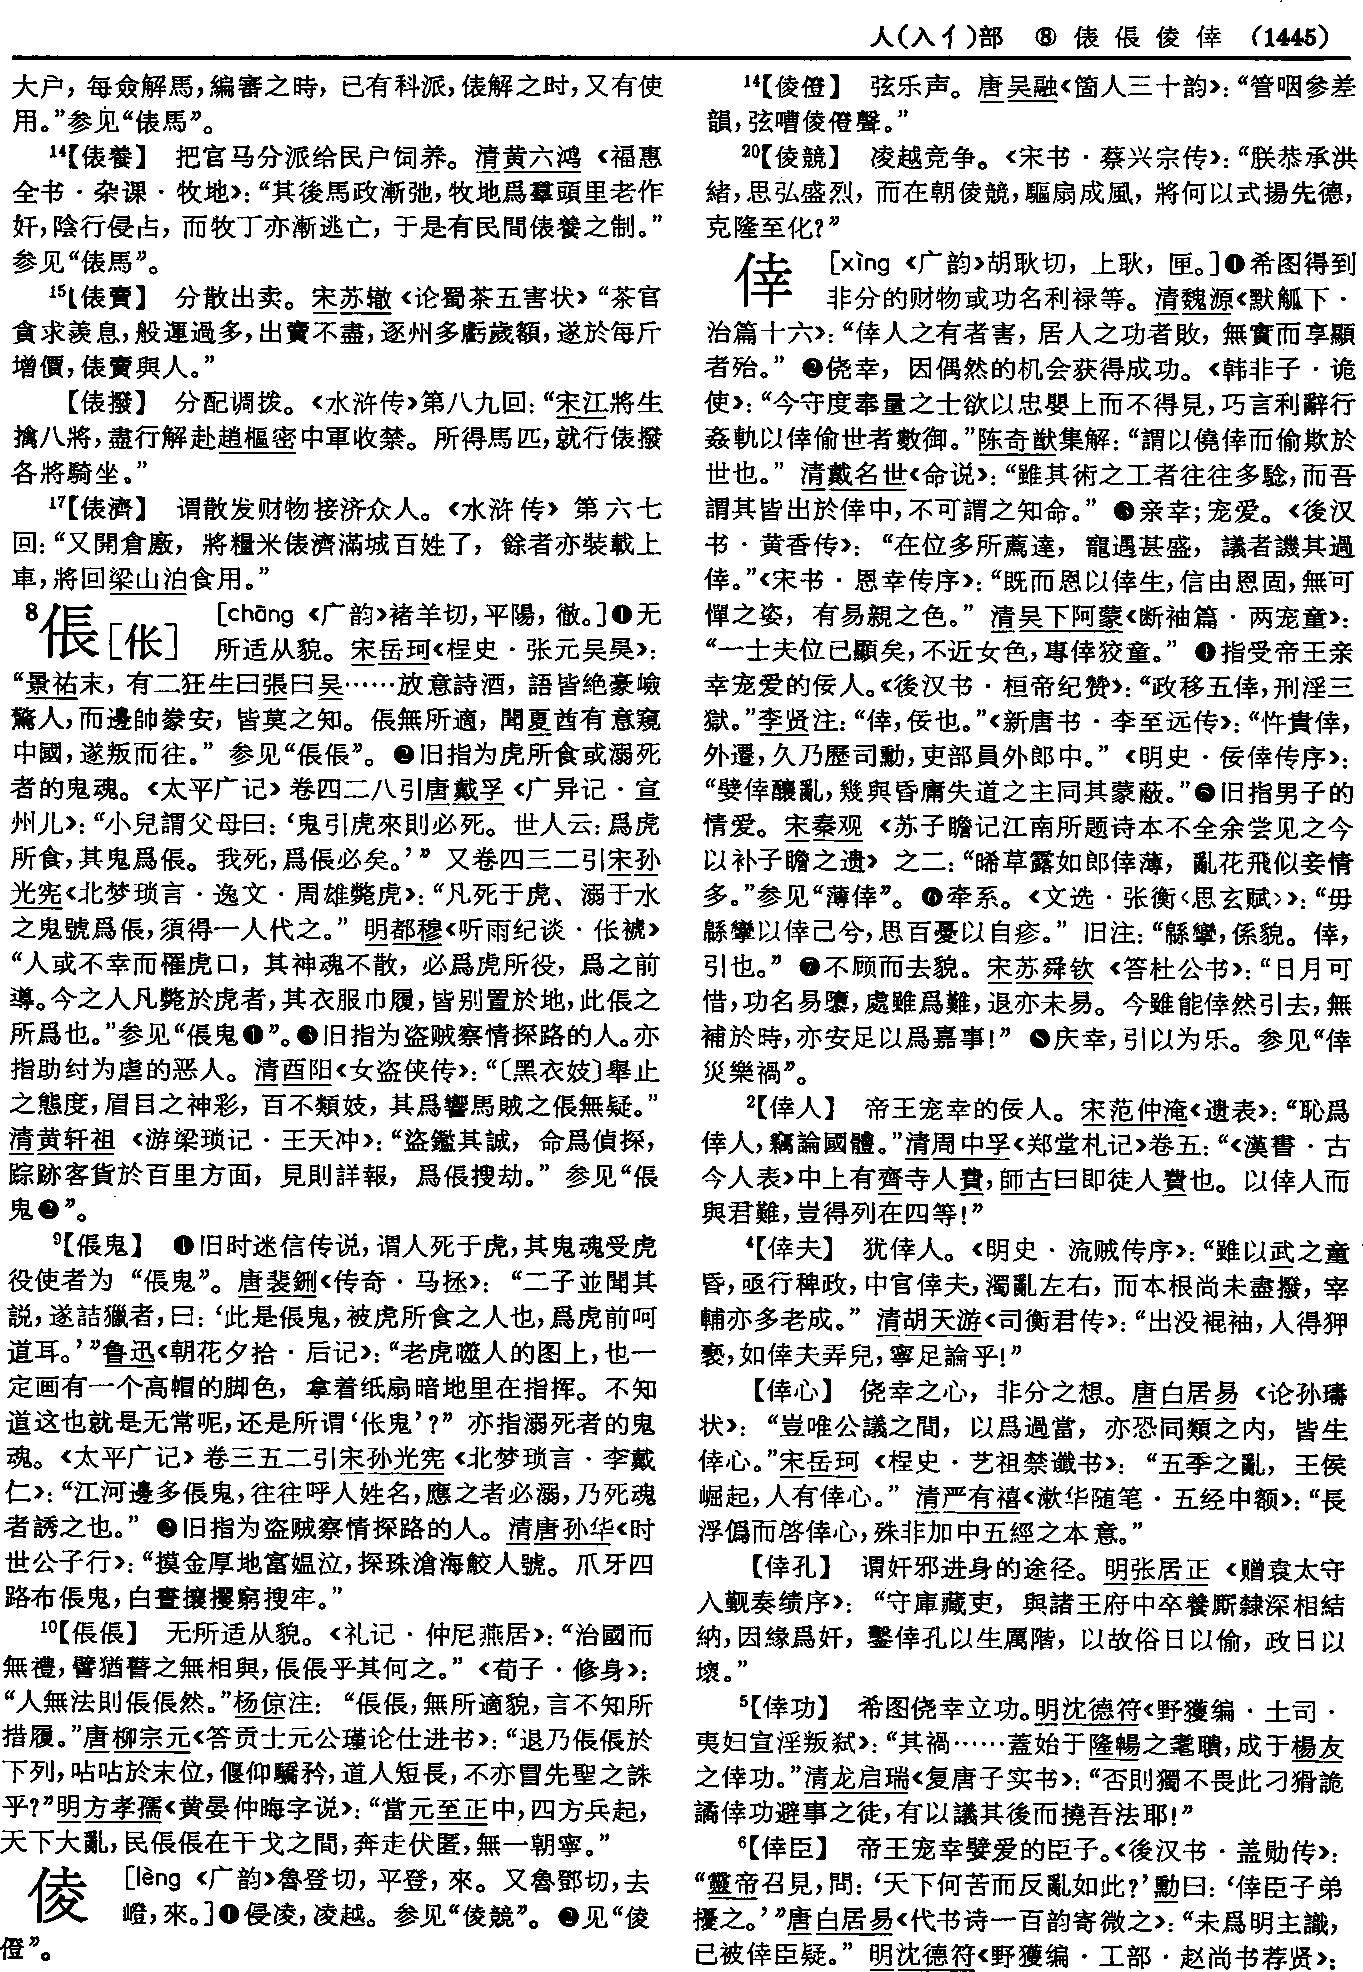 人(入亻)部 ⑧ 俵 倀 倰 倖 (1445)
大户，每僉解馬，編審之時，已有科派，俵解之时，又有使
用。”参见“俵馬”。
14【俵養】 把官马分派给民户饲养。清黄六鸿《福惠
全书·杂课·牧地》：“其後馬政漸弛，牧地爲羣頭里老作
奸，陰行侵占，而牧丁亦漸逃亡，于是有民間俵養之制。”
参见“俵馬”。
15【俵賣】 分散出卖。宋苏辙《论蜀茶五害状》“茶官
貪求羨息，般運過多，出賣不盡，逐州多虧歲額，遂於每斤
增價，俵賣與人。”
【俵撥】 分配调拨。《水浒传》第八九回：“宋江將生
擒八將，盡行解赴趙樞密中軍收禁。所得馬匹，就行俵撥
各將騎坐。”
17【俵濟】 谓散发财物接济众人。《水浒传》第六七
回：“又開倉廒，將糧米俵濟滿城百姓了，餘者亦裝載上
車，將回梁山泊食用。”
8倀[伥] [chāng《广韵》褚羊切，平陽，徹。]❶无
所适从貌。宋岳珂《桯史·张元吴昊》：
“景祐末，有二狂生曰張曰吴……放意詩酒，語皆絶豪嶮
驚人，而邊帥豢安，皆莫之知。倀無所適，聞夏酋有意窺
中國，遂叛而往。”参见“倀倀”。❷旧指为虎所食或溺死
者的鬼魂。《太平广记》卷四二八引唐戴孚《广异记·宣
州儿》：“小兒謂父母曰：‘鬼引虎來則必死。世人云：爲虎
所食，其鬼爲倀。我死，爲倀必矣。’”又卷四三二引宋孙
光宪《北梦琐言·逸文·周雄毙虎》：“凡死于虎、溺于水
之鬼號爲倀，須得一人代之。”明都穆《听雨纪谈·伥褫》
“人或不幸而罹虎口，其神魂不散，必爲虎所役，爲之前
導。今之人凡斃於虎者，其衣服巾履，皆别置於地，此倀之
所爲也。”参见“倀鬼❶”。❸旧指为盗贼察情探路的人。亦
指助纣为虐的恶人。清酉阳《女盗侠传》：“〔黑衣妓〕舉止
之態度，眉目之神彩，百不類妓，其爲響馬賊之倀無疑。”
清黄轩祖《游梁琐记·王天冲》：“盜鑑其誠，命爲偵探，
踪跡客貨於百里方面，見則詳報，爲倀搜劫。”参见“倀
鬼❷”。
9【倀鬼】 ❶旧时迷信传说，谓人死于虎，其鬼魂受虎
役使者为“倀鬼”。唐裴铏《传奇·马拯》：“二子並聞其
説，遂詰獵者，曰：‘此是倀鬼，被虎所食之人也，爲虎前呵
道耳。’”鲁迅《朝花夕拾·后记》：“老虎噬人的图上，也一
定画有一个高帽的脚色，拿着纸扇暗地里在指挥。不知
道这也就是无常呢，还是所谓‘伥鬼’？”亦指溺死者的鬼
魂。《太平广记》卷三五二引宋孙光宪《北梦琐言·李戴
仁》：“江河邊多倀鬼，往往呼人姓名，應之者必溺，乃死魂
者誘之也。”❷旧指为盗贼察情探路的人。清唐孙华《时
世公子行》：“摸金厚地富媪泣，探珠滄海鮫人號。爪牙四
路布倀鬼，白晝攘攫窮搜牢。”
10【倀倀】 无所适从貌。《礼记·仲尼燕居》：“治國而
無禮，譬猶瞽之無相與，倀倀乎其何之。”《荀子·修身》：
“人無法則倀倀然。”杨倞注：“倀倀，無所適貌，言不知所
措履。”唐柳宗元《答贡士元公瑾论仕进书》：“退乃倀倀於
下列，呫呫於末位，偃仰驕矜，道人短長，不亦冒先聖之誅
乎？”明方孝孺《黄晏仲晦字说》：“當元至正中，四方兵起，
天下大亂，民倀倀在干戈之間，奔走伏匿，無一朝寧。”
倰 [lèng《广韵》魯登切，平登，來。又魯鄧切，去
嶝，來。]❶侵凌，凌越。参见“倰競”。❷见“倰
僜”。
14【倰僜】 弦乐声。唐吴融《箇人三十韵》：“管咽參差
韻，弦嘈倰僜聲。”
20【倰競】 凌越竞争。《宋书·蔡兴宗传》：“朕恭承洪
緒，思弘盛烈，而在朝倰競，驅扇成風，將何以式揚先德，
克隆至化？”
倖 [xìng《广韵》胡耿切，上耿，匣。]❶希图得到
非分的财物或功名利禄等。清魏源《默觚下·
治篇十六》：“倖人之有者害，居人之功者敗，無實而享顯
者殆。”❷侥幸，因偶然的机会获得成功。《韩非子·诡
使》：“今守度奉量之士欲以忠嬰上而不得見，巧言利辭行
姦軌以倖偷世者數御。”陈奇猷集解：“謂以僥倖而偷欺於
世也。”清戴名世《命说》：“雖其術之工者往往多驗，而吾
謂其皆出於倖中，不可謂之知命。”❸亲幸；宠爱。《後汉
书·黄香传》：“在位多所薦達，寵遇甚盛，議者譏其過
倖。”《宋书·恩幸传序》：“既而恩以倖生，信由恩固，無可
憚之姿，有易親之色。”清吴下阿蒙《断袖篇·两宠童》：
“一士夫位已顯矣，不近女色，專倖狡童。”❹指受帝王亲
幸宠爱的佞人。《後汉书·桓帝纪赞》：“政移五倖，刑淫三
獄。”李贤注：“倖，佞也。”《新唐书·李至远传》：“忤貴倖，
外遷，久乃歷司勳，吏部員外郎中。”《明史·佞倖传序》：
“嬖倖釀亂，幾與昏庸失道之主同其蒙蔽。”❺旧指男子的
情爱。宋秦观《苏子瞻记江南所题诗本不全余尝见之今
以补子瞻之遗》之二：“晞草露如郎倖薄，亂花飛似妾情
多。”参见“薄倖”。❻牵系。《文选·张衡〈思玄赋〉》：“毋
緜攣以倖己兮，思百憂以自疹。”旧注：“緜攣，係貌。倖，
引也。”❼不顾而去貌。宋苏舜钦《答杜公书》：“日月可
惜，功名易墮，處雖爲難，退亦未易。今雖能倖然引去，無
補於時，亦安足以爲嘉事！”❽庆幸，引以为乐。参见“倖
災樂禍”。
2【倖人】 帝王宠幸的佞人。宋范仲淹《遗表》：“恥爲
倖人，竊論國體。”清周中孚《郑堂札记》卷五：“《漢書·古
今人表》中上有齊寺人費，師古曰即徒人費也。以倖人而
與君難，豈得列在四等！”
4【倖夫】 犹倖人。《明史·流贼传序》：“雖以武之童
昏，亟行稗政，中官倖夫，濁亂左右，而本根尚未盡撥，宰
輔亦多老成。”清胡天游《司衡君传》：“出没裾袖，人得狎
褻，如倖夫弄兒，寧足論乎！”
【倖心】 侥幸之心，非分之想。唐白居易《论孙璹
状》：“豈唯公議之間，以爲過當，亦恐同類之内，皆生
倖心。”宋岳珂《桯史·艺祖禁谶书》：“五季之亂，王侯
崛起，人有倖心。”清严有禧《漱华随笔·五经中额》：“長
浮僞而啓倖心，殊非加中五經之本意。”
【倖孔】 谓奸邪进身的途径。明张居正《赠袁太守
入觐奏绩序》：“守庫藏吏，與諸王府中卒養廝隸深相結
納，因緣爲奸，鑿倖孔以生厲階，以故俗日以偷，政日以
壞。”
5【倖功】 希图侥幸立功。明沈德符《野獲编·土司·
夷妇宣淫叛弑》：“其禍……蓋始于隆暢之耄聵，成于楊友
之倖功。”清龙启瑞《复唐子实书》：“否則獨不畏此刁猾詭
譎倖功避事之徒，有以議其後而撓吾法耶！”
6【倖臣】 帝王宠幸嬖爱的臣子。《後汉书·盖勋传》：
“靈帝召見，問：‘天下何苦而反亂如此？’勳曰：‘倖臣子弟
擾之。’”唐白居易《代书诗一百韵寄微之》：“未爲明主識，
已被倖臣疑。”明沈德符《野獲编·工部·赵尚书荐贤》：